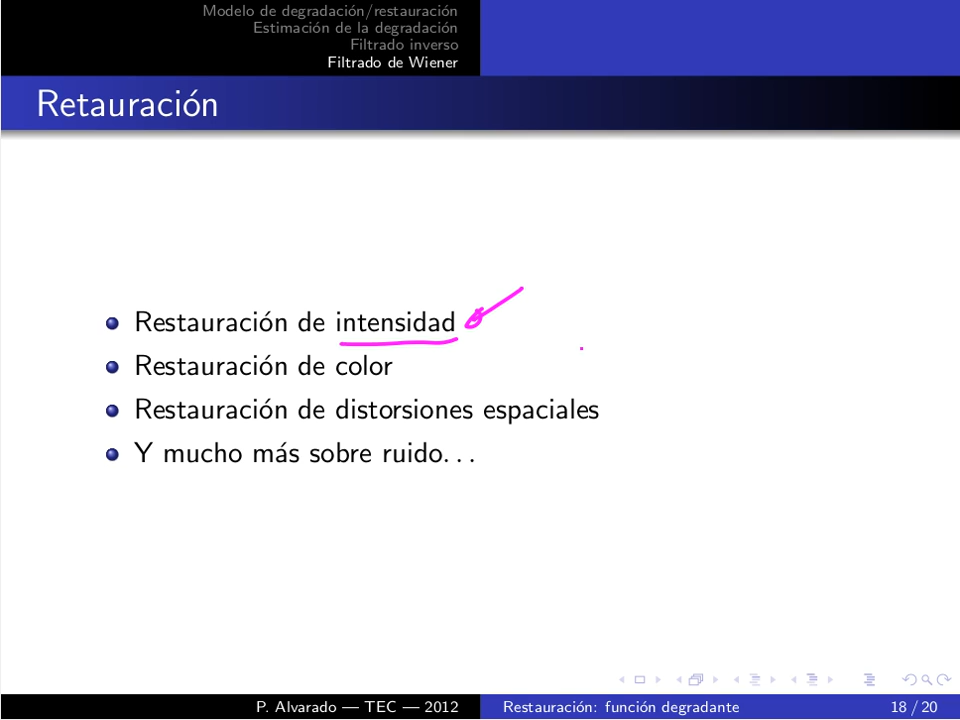 Modelo de degradación/restauración
Estimación de la degradación
Filtrado inverso
Filtrado de Wiener
Retauración
Restauración de intensidad
Restauración de color
Restauración de distorsiones espaciales
Y mucho más sobre ruido...
P. Alvarado — TEC — 2012 Restauración: función degradante 18 / 20